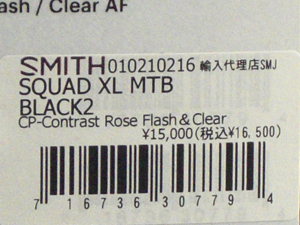 ash / Clear AF
SMITH 010210216 輸入代理店SMJ
SQUAD XL MTB
BLACK2
CP-Contrast Rose Flash & Clear
¥15,000(税込¥16,500)
7 16736 30779 4